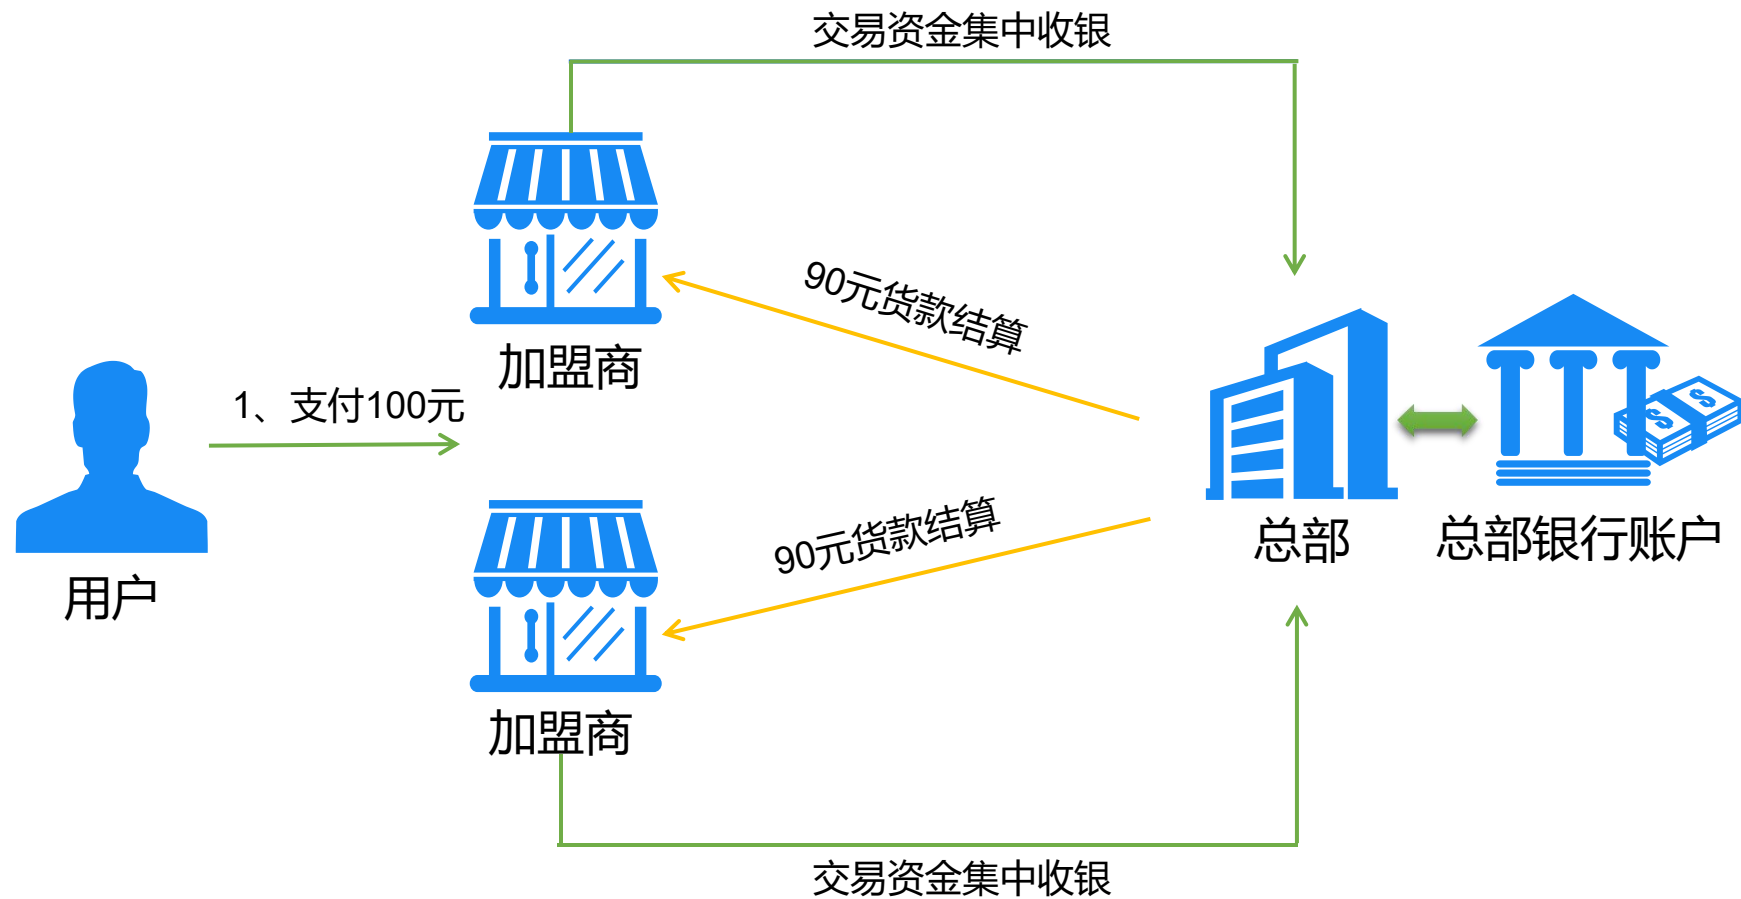 交易资金集中收银
90元货款结算
加盟商
1、支付100元
90元货款结算
总部
总部银行账户
用户
加盟商
交易资金集中收银